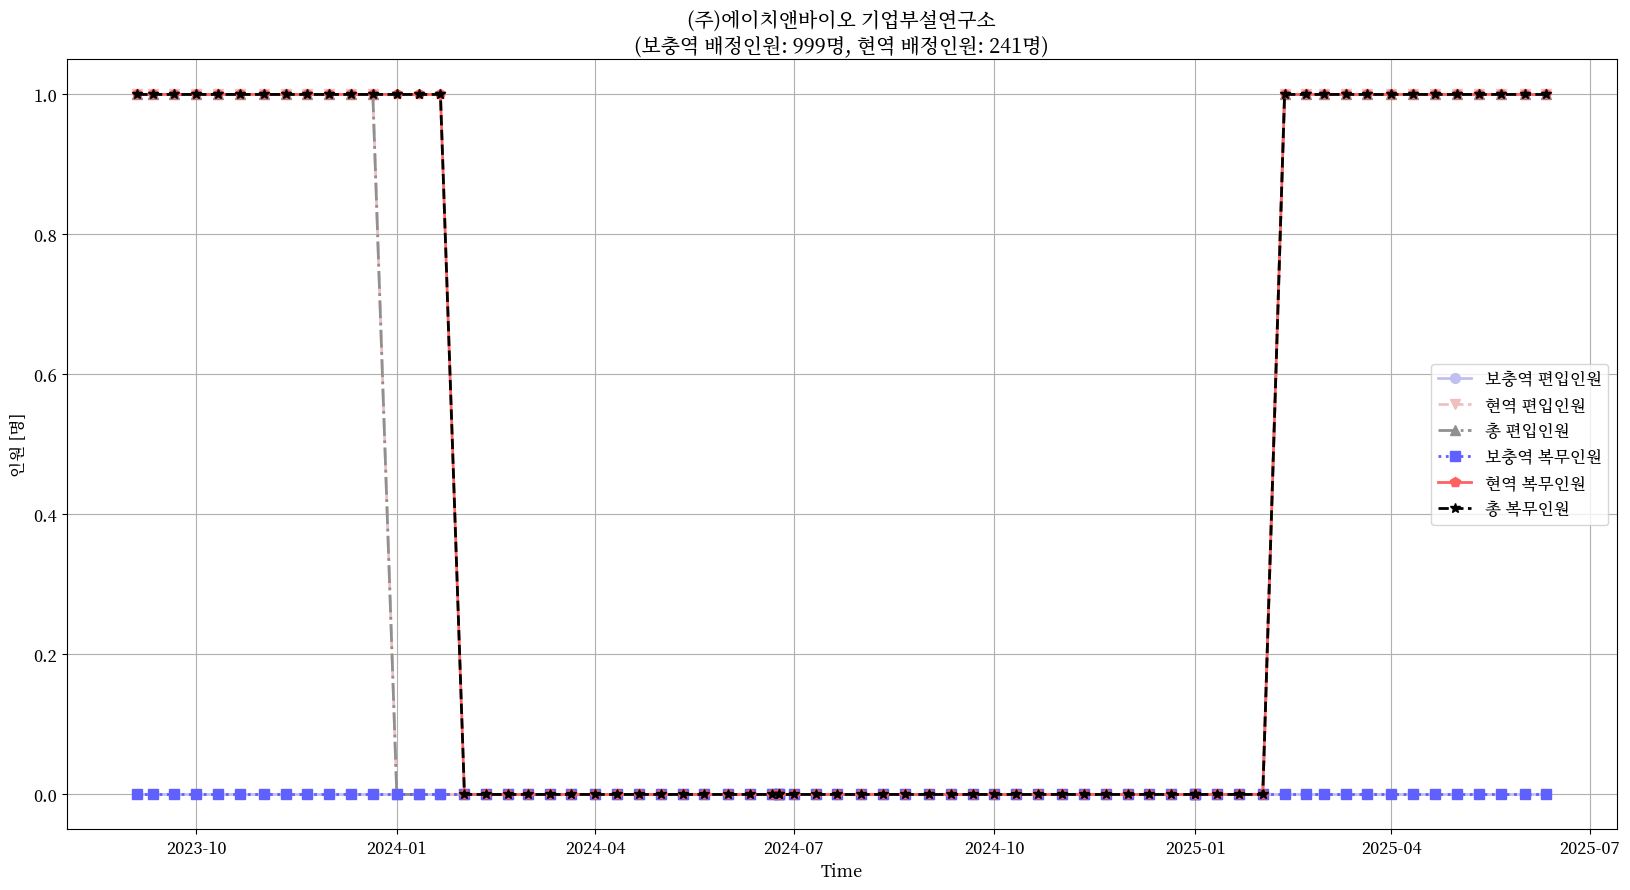 (주)에이치앤바이오 기업부설연구소
(보충역 배정인원: 999명, 현역 배정인원: 241명)
인원 [명]
1.0
0.8
0.6
0.4
0.2
0.0
보충역 편입인원
현역 편입인원
총 편입인원
보충역 복무인원
현역 복무인원
총 복무인원
2023-10
2024-01
2024-04
2024-07
2024-10
2025-01
2025-04
2025-07
Time